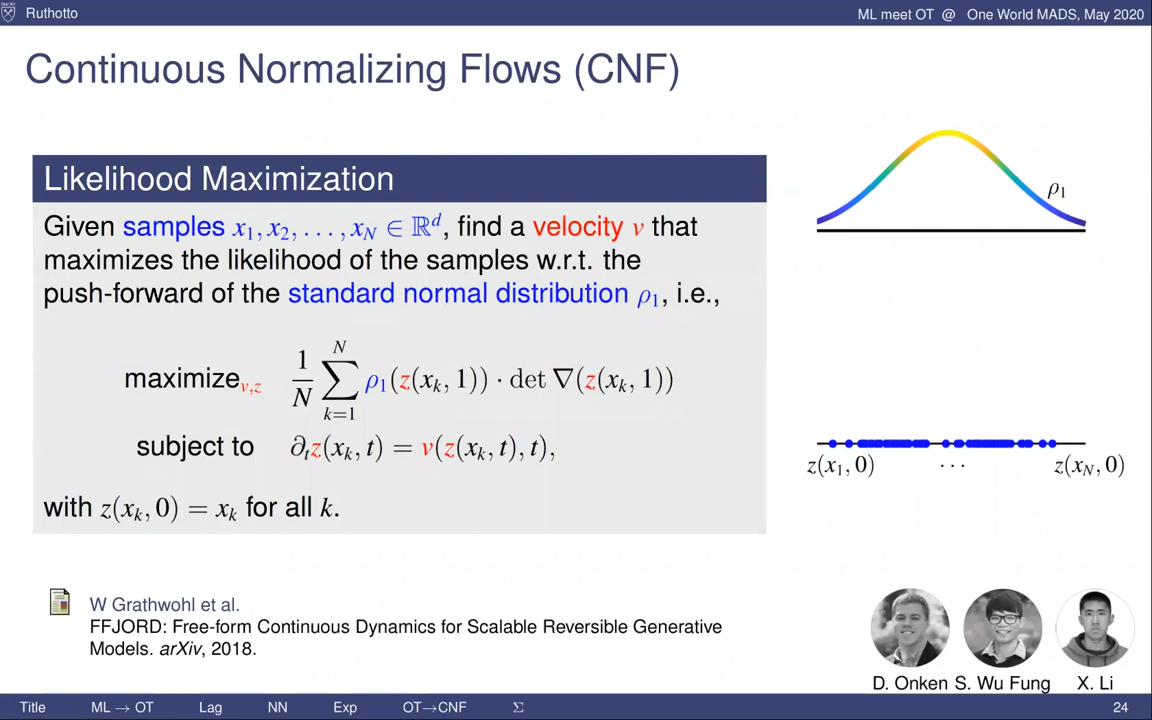 Ruthotto
ML meet OT @ One World MADS, May 2020
Continuous Normalizing Flows (CNF)
Likelihood Maximization
Given samples x₁, x₂, . . . , x_N ∈ ℝᵈ, find a velocity v that
maximizes the likelihood of the samples w.r.t. the
push-forward of the standard normal distribution ρ₁, i.e.,
maximize_{v,z} 1/N ∑_{k=1}^{N} ρ₁(z(x_k, 1)) · det ∇(z(x_k, 1))
subject to ∂ₜz(x_k, t) = v(z(x_k, t), t),
with z(x_k, 0) = x_k for all k.
ρ₁
z(x₁, 0) · · · z(x_N, 0)
W Grathwohl et al.
FFJORD: Free-form Continuous Dynamics for Scalable Reversible Generative
Models. arXiv, 2018.
D. Onken S. Wu Fung X. Li
Title ML → OT Lag NN Exp OT→CNF Σ 24